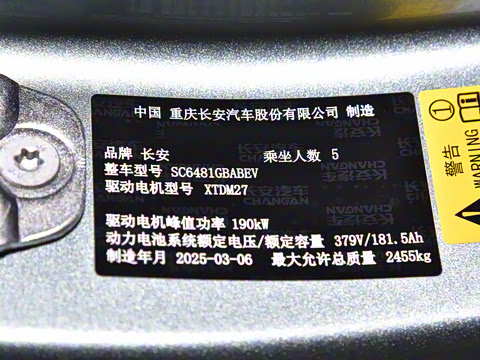 中国 重庆长安汽车股份有限公司 制造
品牌 长安 乘坐人数 5
整车型号 SC6481GBABEV
驱动电机型号 XTDM27
驱动电机峰值功率 190kW
动力电池系统额定电压/额定容量 379V/181.5Ah
制造年月 2025-03-06 最大允许总质量 2455kg
警告
WARNING